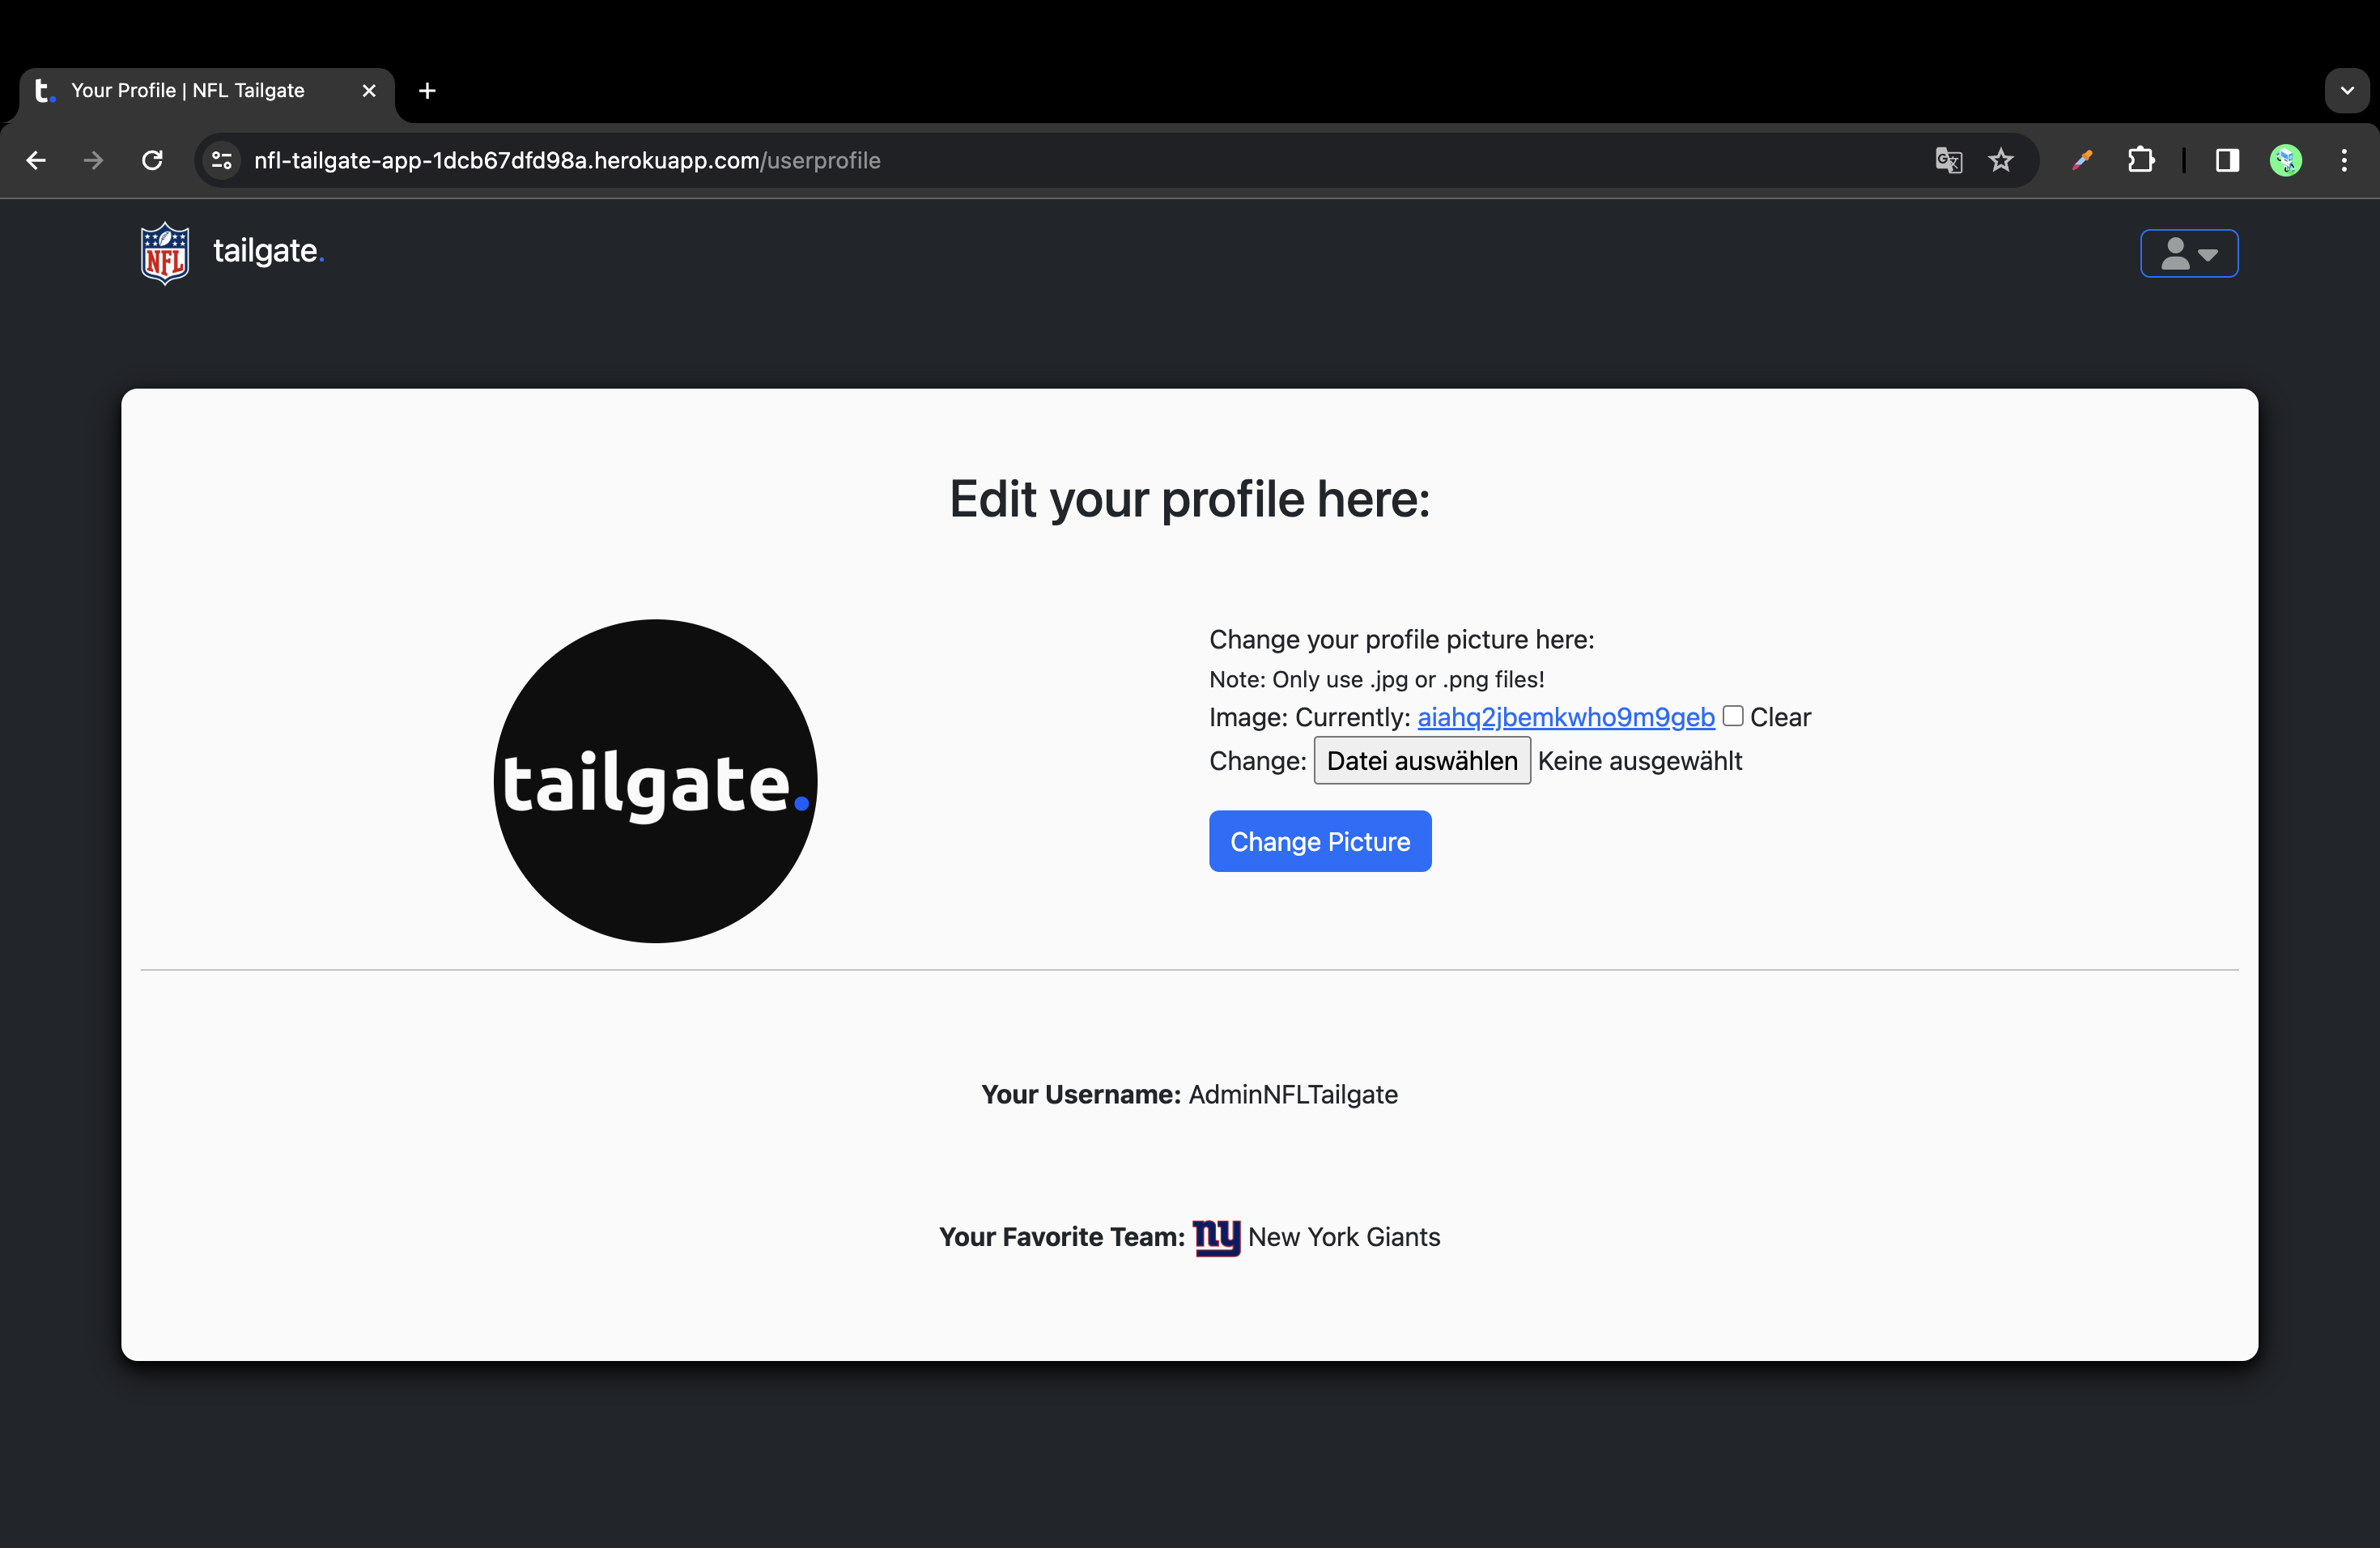 t. Your Profile | NFL Tailgate
nfl-tailgate-app-1dcb67dfd98a.herokuapp.com/userprofile
NFL tailgate.
Edit your profile here:
tailgate.
Change your profile picture here:
Note: Only use .jpg or .png files!
Image: Currently: aiahq2jbemkwho9m9geb Clear
Change: Datei auswählen Keine ausgewählt
Change Picture
Your Username: AdminNFLTailgate
Your Favorite Team: ny New York Giants